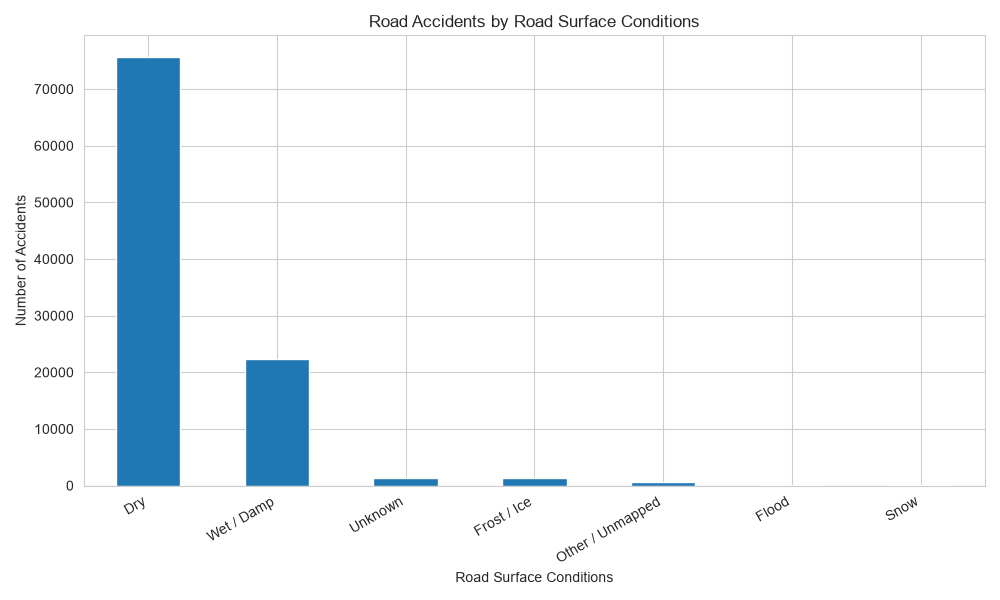 Road Accidents by Road Surface Conditions
Number of Accidents
70000
60000
50000
40000
30000
20000
10000
0
Dry
Wet / Damp
Unknown
Frost / Ice
Other / Unmapped
Flood
Snow
Road Surface Conditions